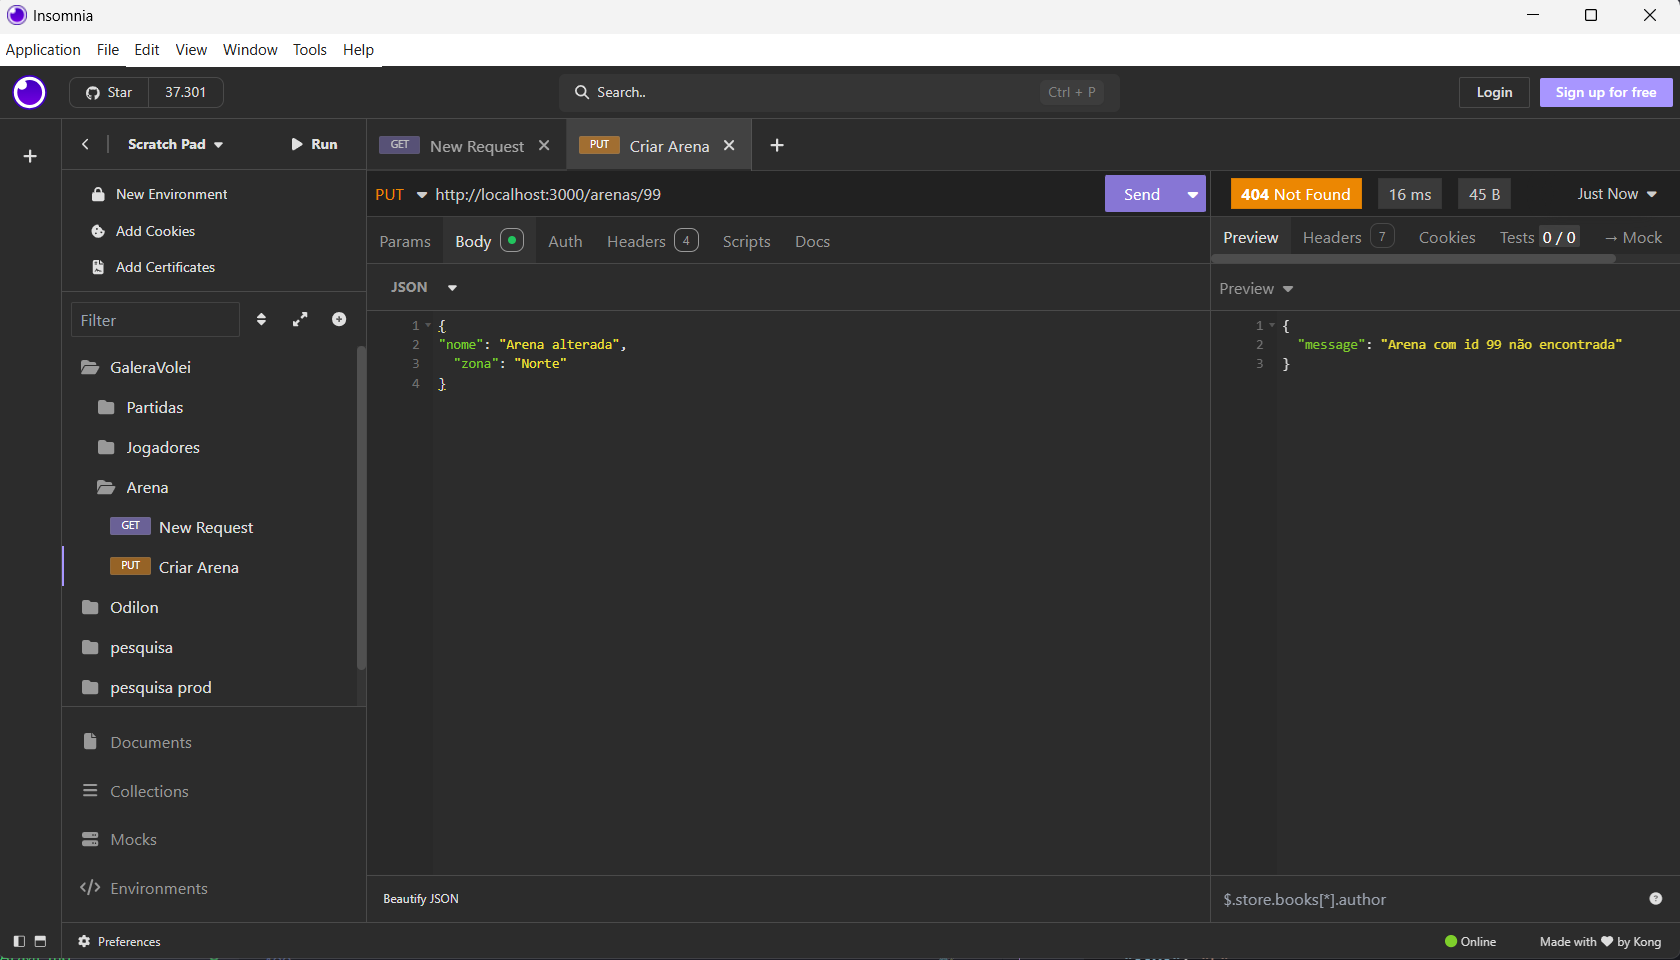 Insomnia
Application File Edit View Window Tools Help
Star 37.301
Search.. Ctrl + P
Login Sign up for free
Scratch Pad Run
GET New Request
PUT Criar Arena
New Environment
Add Cookies
Add Certificates
Filter
GaleraVolei
Partidas
Jogadores
Arena
GET New Request
PUT Criar Arena
Odilon
pesquisa
pesquisa prod
Documents
Collections
Mocks
Environments
PUT http://localhost:3000/arenas/99 Send
Params Body Auth Headers 4 Scripts Docs
JSON
1 {
2 "nome": "Arena alterada",
3 "zona": "Norte"
4 }
Beautify JSON
404 Not Found 16 ms 45 B Just Now
Preview Headers 7 Cookies Tests 0 / 0 → Mock
Preview
1 {
2 "message": "Arena com id 99 não encontrada"
3 }
$.store.books[*].author
Preferences
Online Made with ♥ by Kong